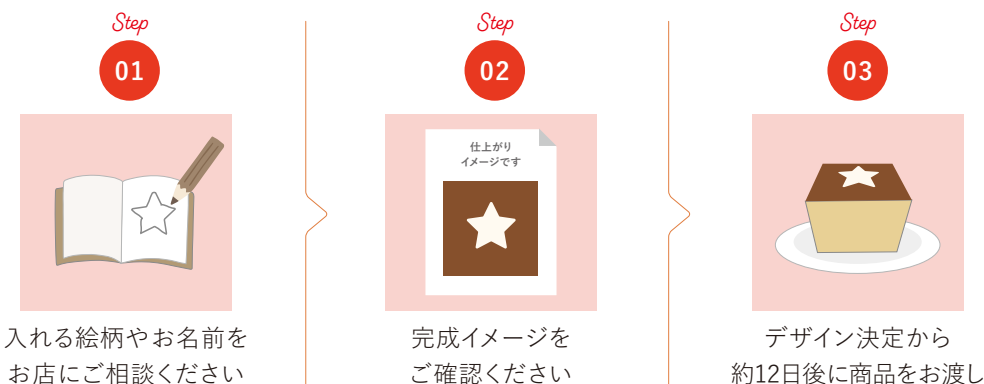 Step
01
入れる絵柄やお名前を
お店にご相談ください
Step
02
仕上がり
イメージです
完成イメージを
ご確認ください
Step
03
デザイン決定から
約12日後に商品をお渡し